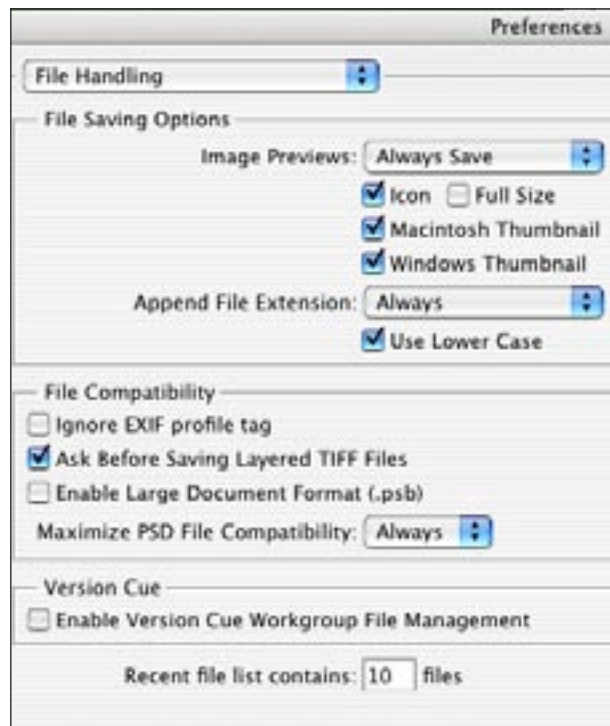 Preferences
File Handling
File Saving Options
Image Previews: Always Save
Icon Full Size
Macintosh Thumbnail
Windows Thumbnail
Append File Extension: Always
Use Lower Case
File Compatibility
Ignore EXIF profile tag
Ask Before Saving Layered TIFF Files
Enable Large Document Format (.psb)
Maximize PSD File Compatibility: Always
Version Cue
Enable Version Cue Workgroup File Management
Recent file list contains: 10 files